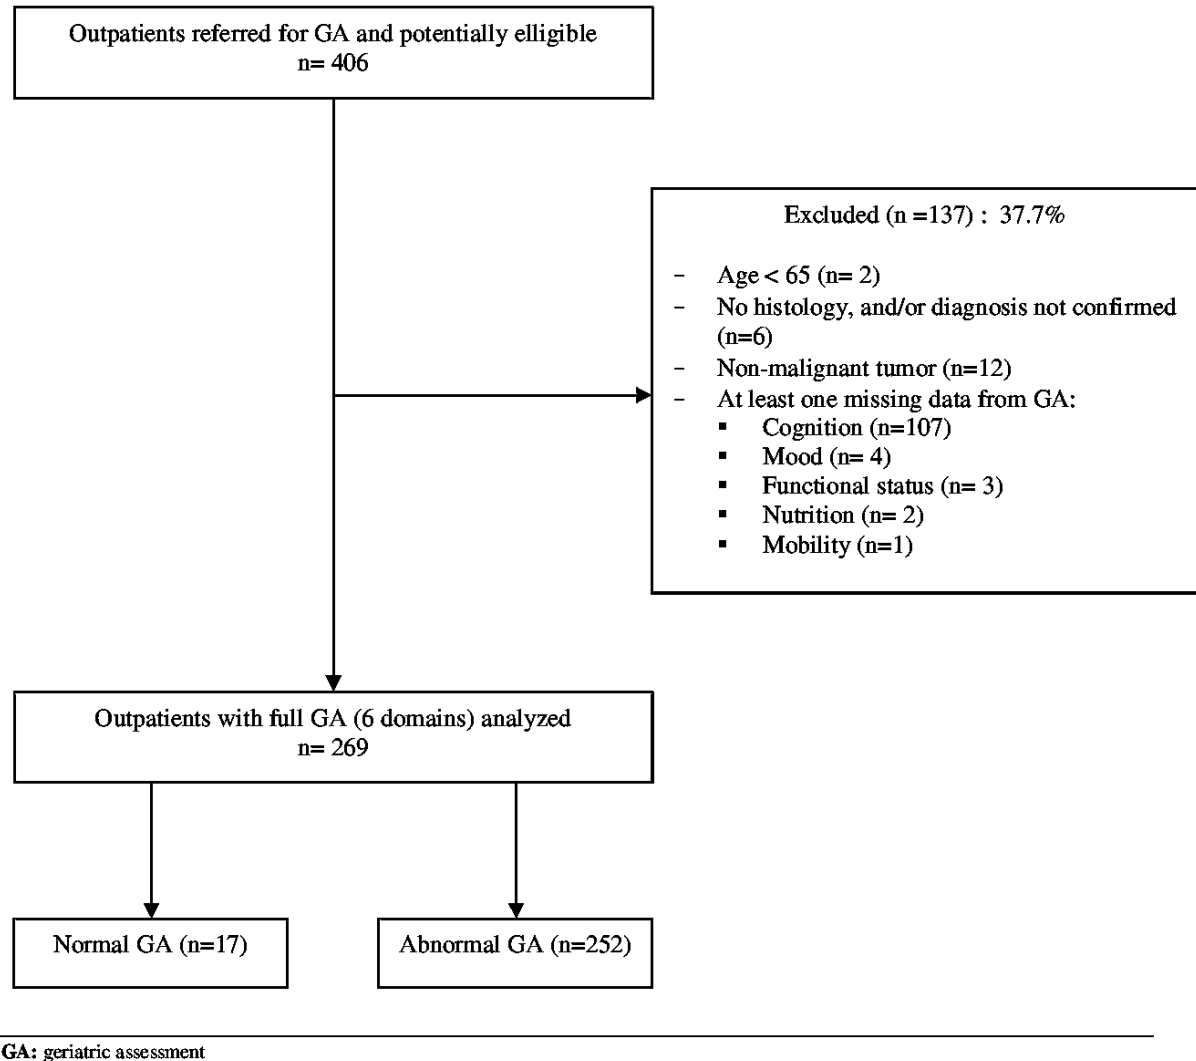 Outpatients referred for GA and potentially elligible
n= 406
Excluded (n =137) : 37.7%
- Age < 65 (n= 2)
- No histology, and/or diagnosis not confirmed
(n=6)
- Non-malignant tumor (n=12)
- At least one missing data from GA:
▪ Cognition (n=107)
▪ Mood (n= 4)
▪ Functional status (n= 3)
▪ Nutrition (n= 2)
▪ Mobility (n=1)
Outpatients with full GA (6 domains) analyzed
n= 269
Normal GA (n=17)
Abnormal GA (n=252)
GA: geriatric assessment